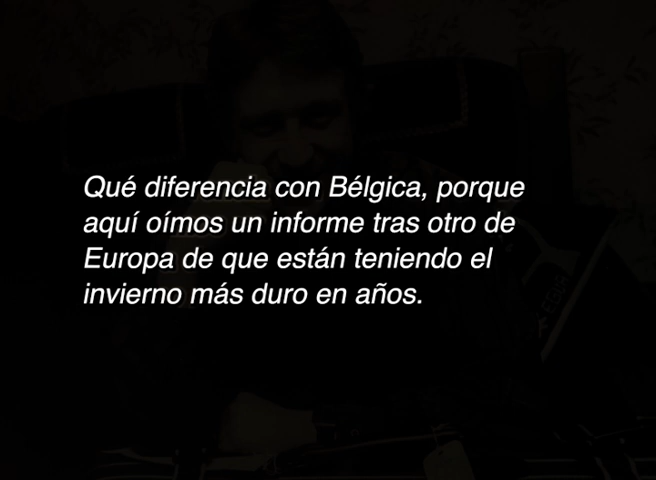 Qué diferencia con Bélgica, porque
aquí oímos un informe tras otro de
Europa de que están teniendo el
invierno más duro en años.